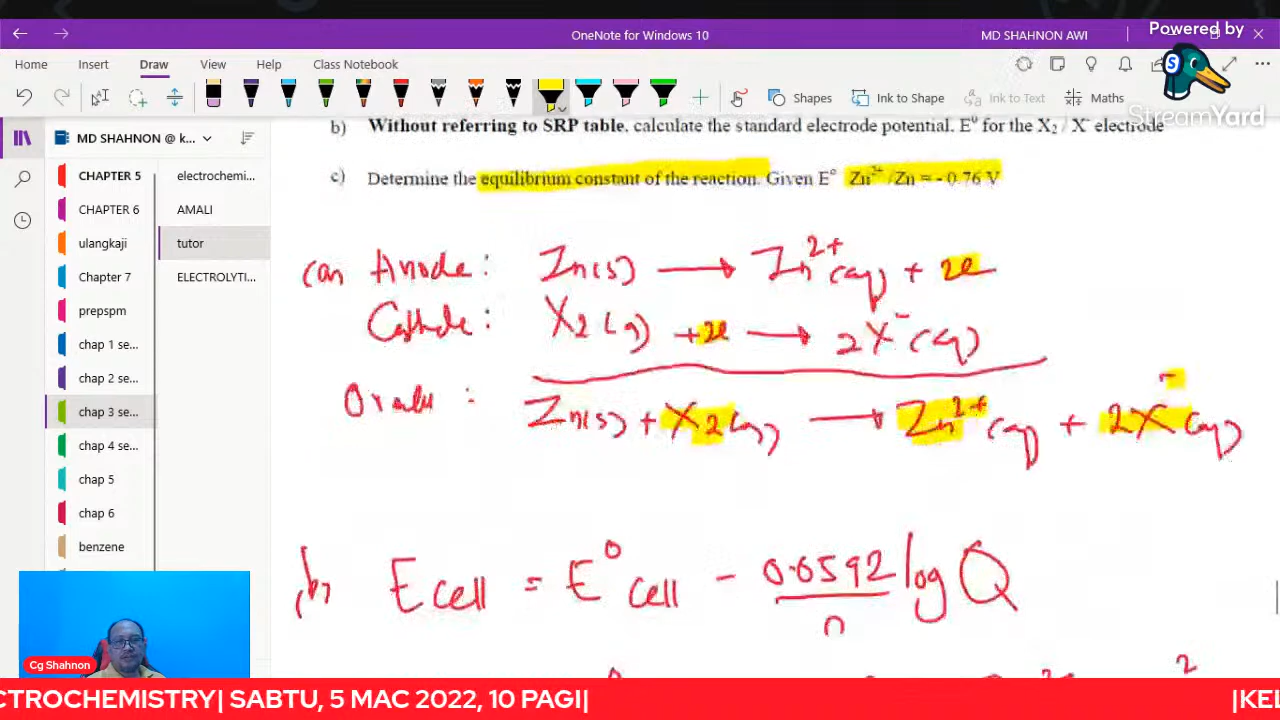 OneNote for Windows 10
MD SHAHNON AWI
Powered by
StreamYard
Home Insert Draw View Help Class Notebook
Shapes Ink to Shape Ink to Text Maths
MD SHAHNON @ k...
CHAPTER 5
CHAPTER 6
ulangkaji
Chapter 7
prepspm
chap 1 se...
chap 2 se...
chap 3 se...
chap 4 se...
chap 5
chap 6
benzene
electrochemi...
AMALI
tutor
ELECTROLYTI...
b) Without referring to SRP table, calculate the standard electrode potential, E⁰ for the X₂ / X⁻ electrode
c) Determine the equilibrium constant of the reaction. Given E° Zn²⁺/Zn = - 0.76 V
(a) Anode : Zn(s) → Zn²⁺(aq) + 2e
Cathode : X₂(g) + 2e → 2X⁻(aq)
: Zn(s) + X₂(g) → Zn²⁺(aq) + 2X⁻(aq)
b) Ecell = E⁰cell - 0.0592/n log Q
Cg Shahnon
CTROCHEMISTRY| SABTU, 5 MAC 2022, 10 PAGI|| |KEL